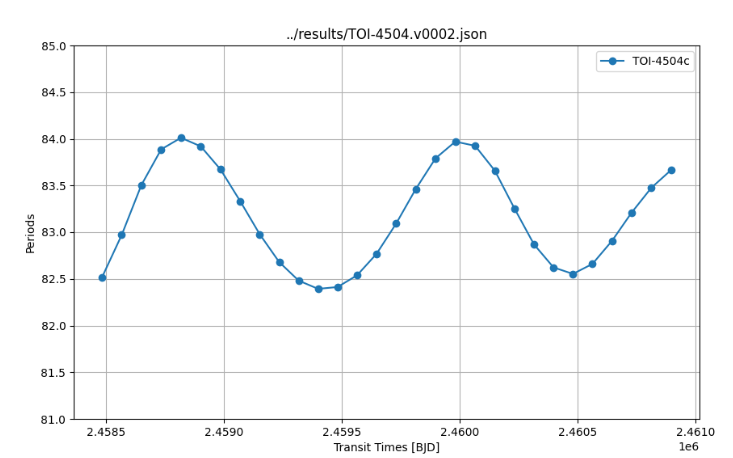 ../results/TOI-4504.v0002.json
TOI-4504c
85.0
84.5
84.0
83.5
83.0
82.5
82.0
81.5
81.0
Periods
2.4585 2.4590 2.4595 2.4600 2.4605 2.4610
1e6
Transit Times [BJD]